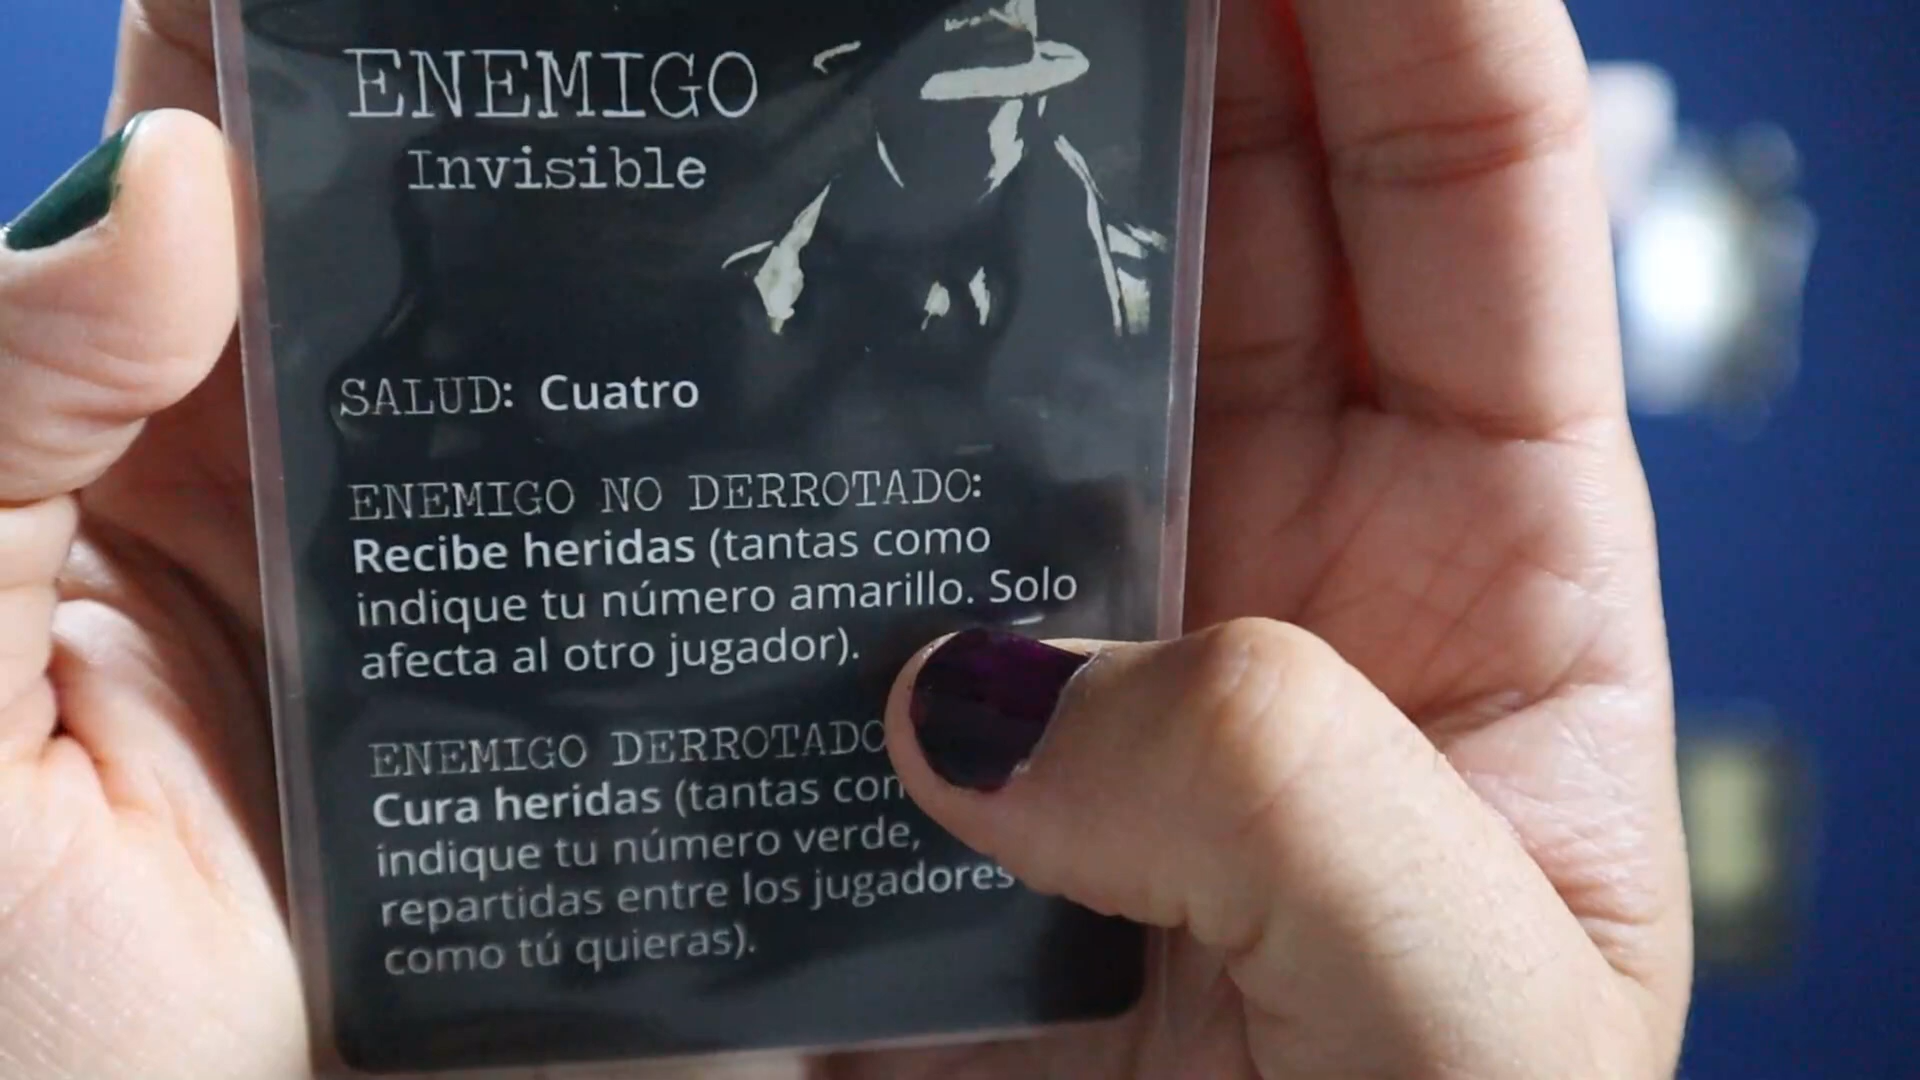 ENEMIGO
Invisible
SALUD: Cuatro
ENEMIGO NO DERROTADO:
Recibe heridas (tantas como
indique tu número amarillo. Solo
afecta al otro jugador).
ENEMIGO DERROTADO
Cura heridas (tantas
indique tu número verde,
repartidas entre los jugadores
como tú quieras).